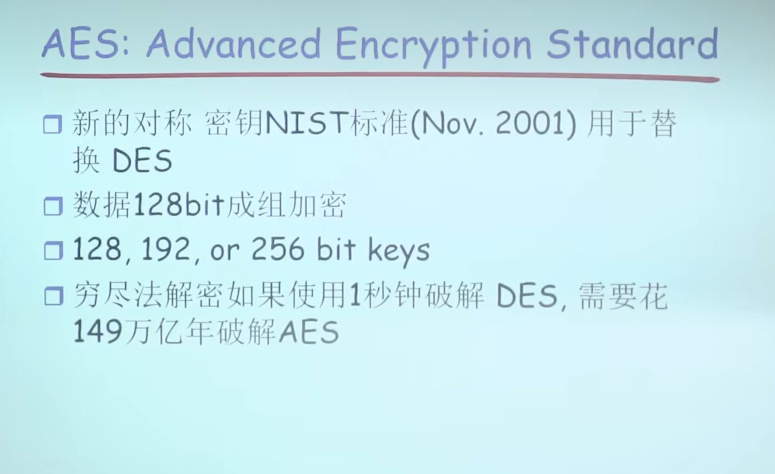 AES: Advanced Encryption Standard
新的对称 密钥NIST标准(Nov. 2001) 用于替
换 DES
数据128bit成组加密
128, 192, or 256 bit keys
穷尽法解密如果使用1秒钟破解 DES, 需要花
149万亿年破解AES